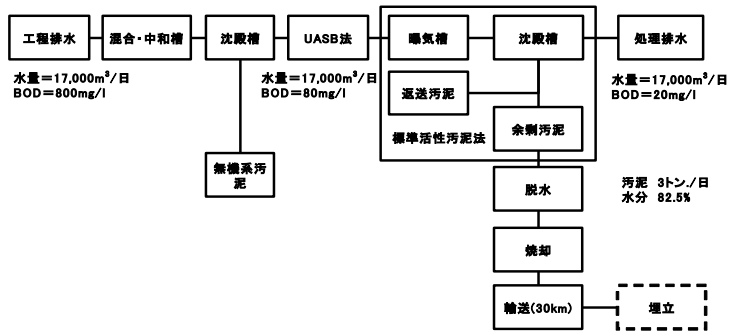 工程排水
混合・中和槽
沈殿槽
UASB法
曝気槽
沈殿槽
処理排水
水量=17,000m³/日
BOD=800mg/l
水量=17,000m³/日
BOD=80mg/l
水量=17,000m³/日
BOD=20mg/l
返送汚泥
余剰汚泥
標準活性汚泥法
無機系汚
泥
脱水
汚泥 3トン./日
水分 82.5%
焼却
輸送(30km)
埋立